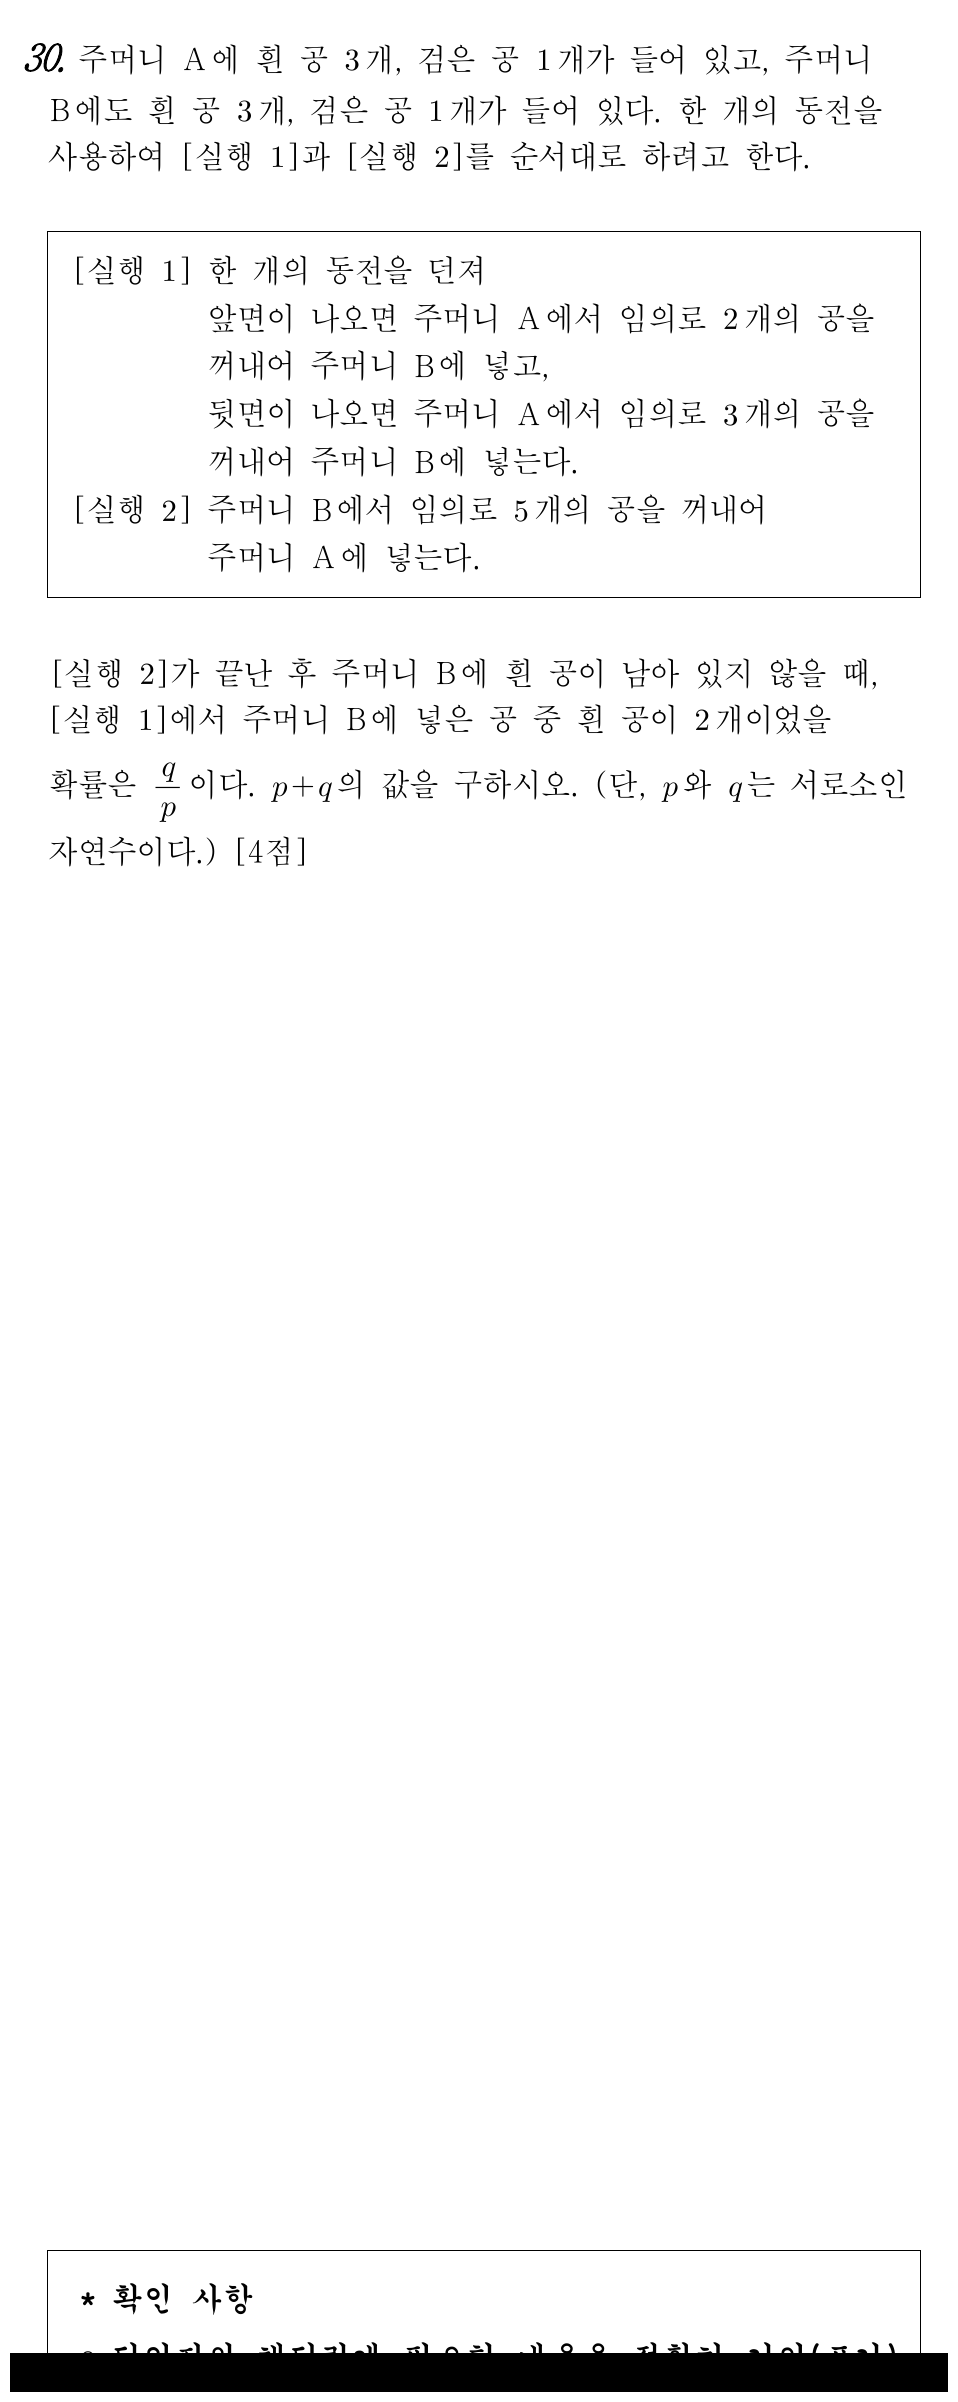 30. 주머니 A에 흰 공 3개, 검은 공 1개가 들어 있고, 주머니
B에도 흰 공 3개, 검은 공 1개가 들어 있다. 한 개의 동전을
사용하여 [실행 1]과 [실행 2]를 순서대로 하려고 한다.
[실행 1] 한 개의 동전을 던져
앞면이 나오면 주머니 A에서 임의로 2개의 공을
꺼내어 주머니 B에 넣고,
뒷면이 나오면 주머니 A에서 임의로 3개의 공을
꺼내어 주머니 B에 넣는다.
[실행 2] 주머니 B에서 임의로 5개의 공을 꺼내어
주머니 A에 넣는다.
[실행 2]가 끝난 후 주머니 B에 흰 공이 남아 있지 않을 때,
[실행 1]에서 주머니 B에 넣은 공 중 흰 공이 2개이었을
확률은 q/p이다. p+q의 값을 구하시오. (단, p와 q는 서로소인
자연수이다.) [4점]
* 확인 사항